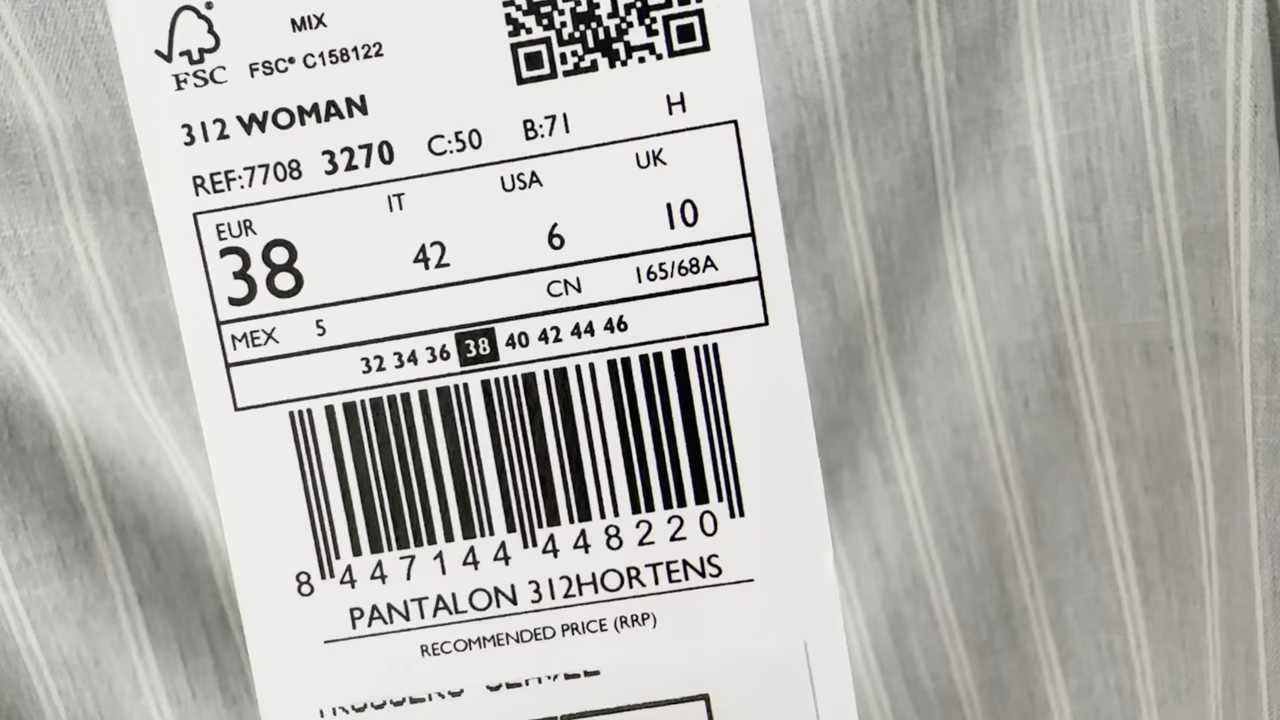 MIX
FSC FSC® C158122
312 WOMAN
REF:7708 3270 C:50 B:71 H
EUR IT USA UK
38 42 6 10
MEX 5 CN 165/68A
32 34 36 38 40 42 44 46
8 447144 448220
PANTALON 312HORTENS
RECOMMENDED PRICE (RRP)